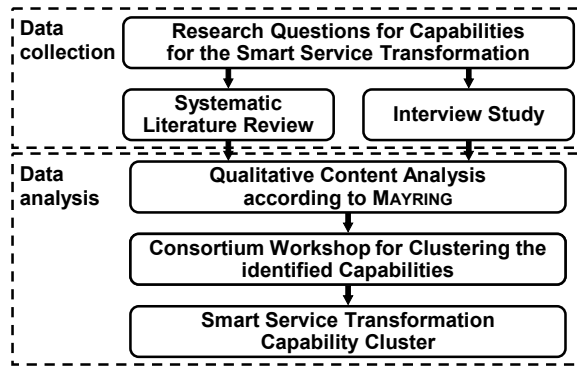 Data
collection
Research Questions for Capabilities
for the Smart Service Transformation
Systematic
Literature Review
Interview Study
Data
analysis
Qualitative Content Analysis
according to MAYRING
Consortium Workshop for Clustering the
identified Capabilities
Smart Service Transformation
Capability Cluster